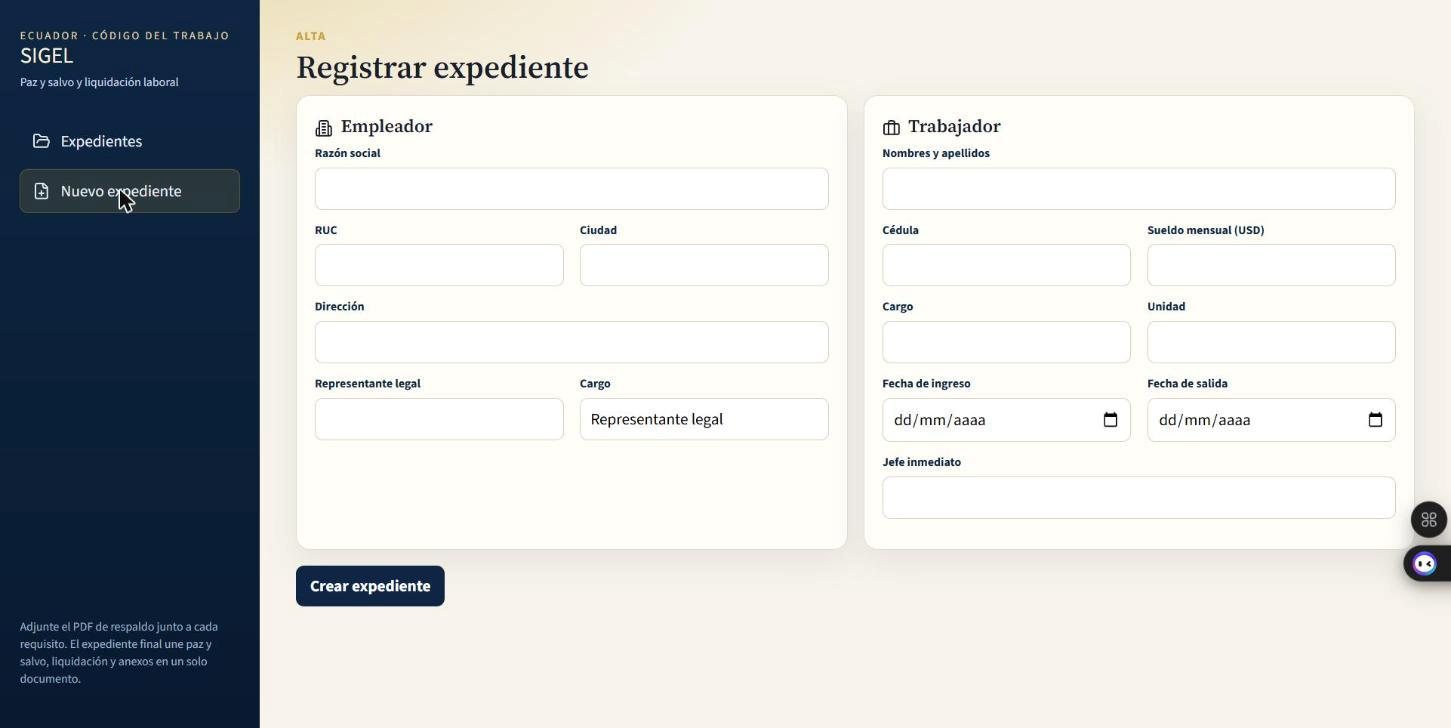 ECUADOR · CÓDIGO DEL TRABAJO
SIGEL
Paz y salvo y liquidación laboral
Expedientes
Nuevo expediente
Adjunte el PDF de respaldo junto a cada
requisito. El expediente final une paz y
salvo, liquidación y anexos en un solo
documento.
ALTA
Registrar expediente
Empleador
Razón social
RUC
Ciudad
Dirección
Representante legal
Cargo
Representante legal
Trabajador
Nombres y apellidos
Cédula
Sueldo mensual (USD)
Cargo
Unidad
Fecha de ingreso
Fecha de salida
dd/mm/aaaa
dd/mm/aaaa
Jefe inmediato
Crear expediente